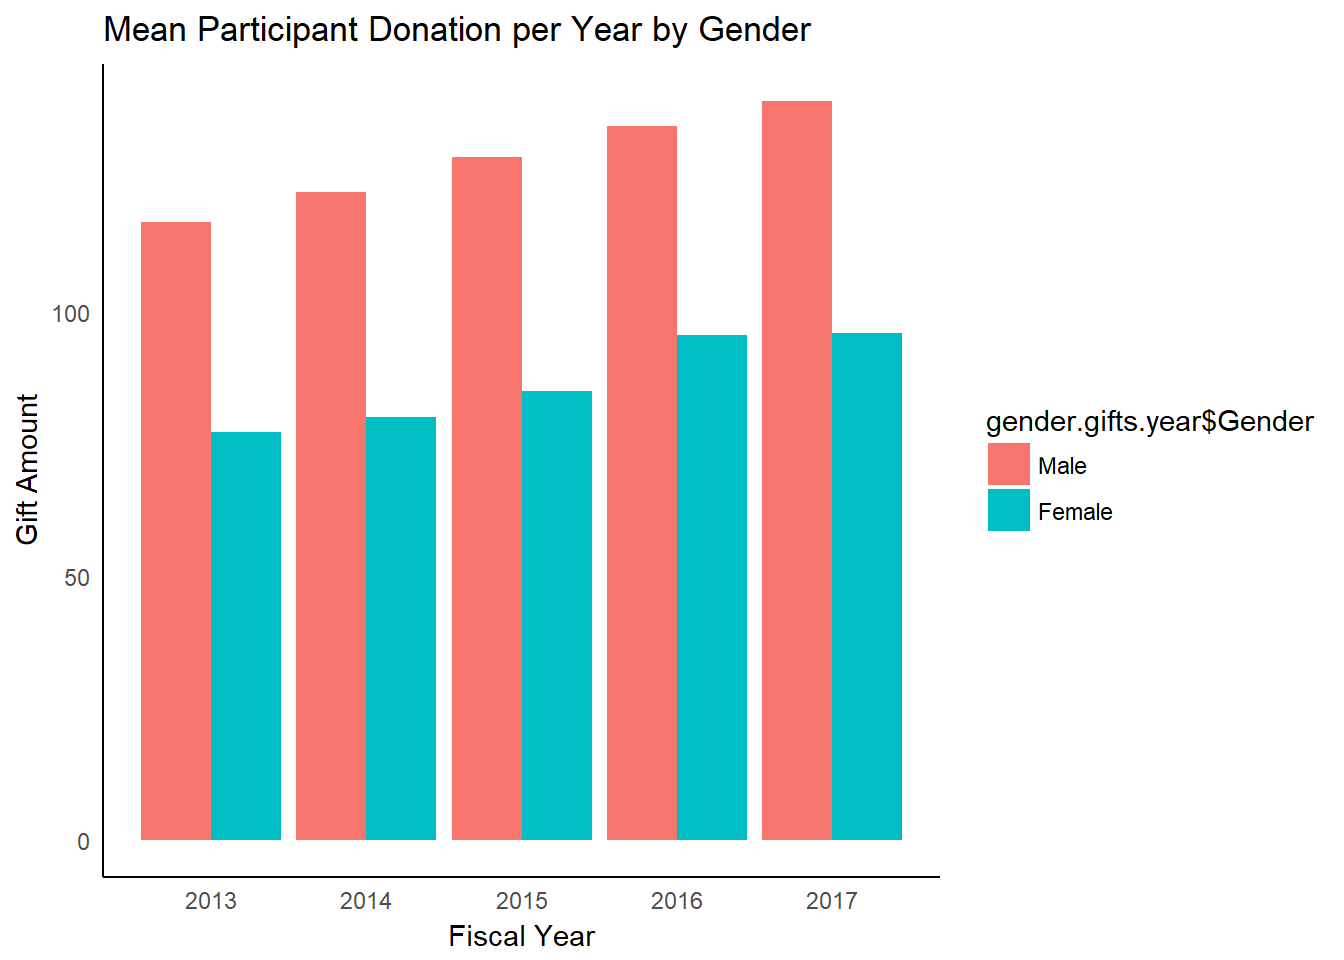 Mean Participant Donation per Year by Gender
Gift Amount
100
50
0
2013 2014 2015 2016 2017
Fiscal Year
gender.gifts.year$Gender
Male
Female